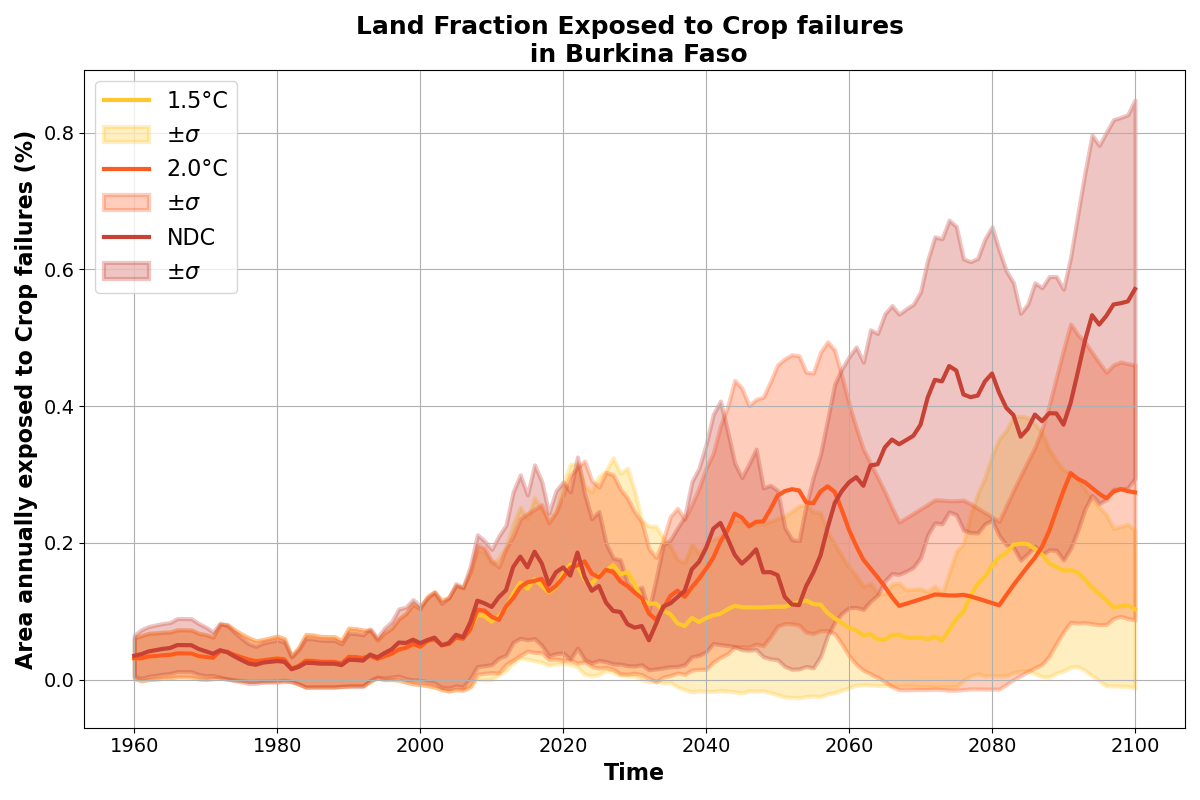 Land Fraction Exposed to Crop failures
in Burkina Faso
Area annually exposed to Crop failures (%)
0.8
0.6
0.4
0.2
0.0
1.5°C
±σ
2.0°C
±σ
NDC
±σ
1960 1980 2000 2020 2040 2060 2080 2100
Time